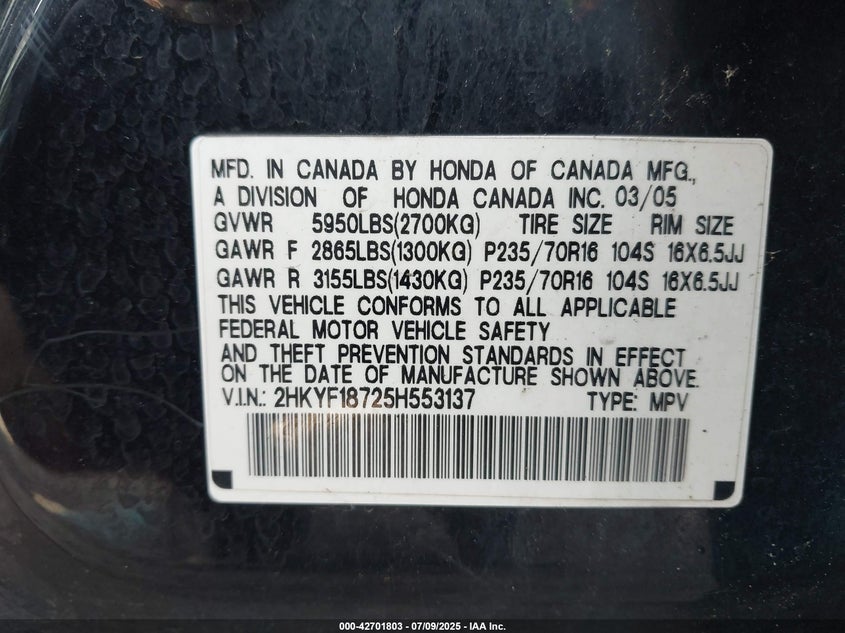 MFD. IN CANADA BY HONDA OF CANADA MFG.,
A DIVISION OF HONDA CANADA INC. 03/05
GVWR 5950LBS(2700KG) TIRE SIZE RIM SIZE
GAWR F 2865LBS(1300KG) P235/70R16 104S 16X6.5JJ
GAWR R 3155LBS(1430KG) P235/70R16 104S 16X6.5JJ
THIS VEHICLE CONFORMS TO ALL APPLICABLE
FEDERAL MOTOR VEHICLE SAFETY
AND THEFT PREVENTION STANDARDS IN EFFECT
ON THE DATE OF MANUFACTURE SHOWN ABOVE.
V.I.N.: 2HKYF18725H553137 TYPE: MPV
000-42701803 / 07/09/2025 - IAA Inc.